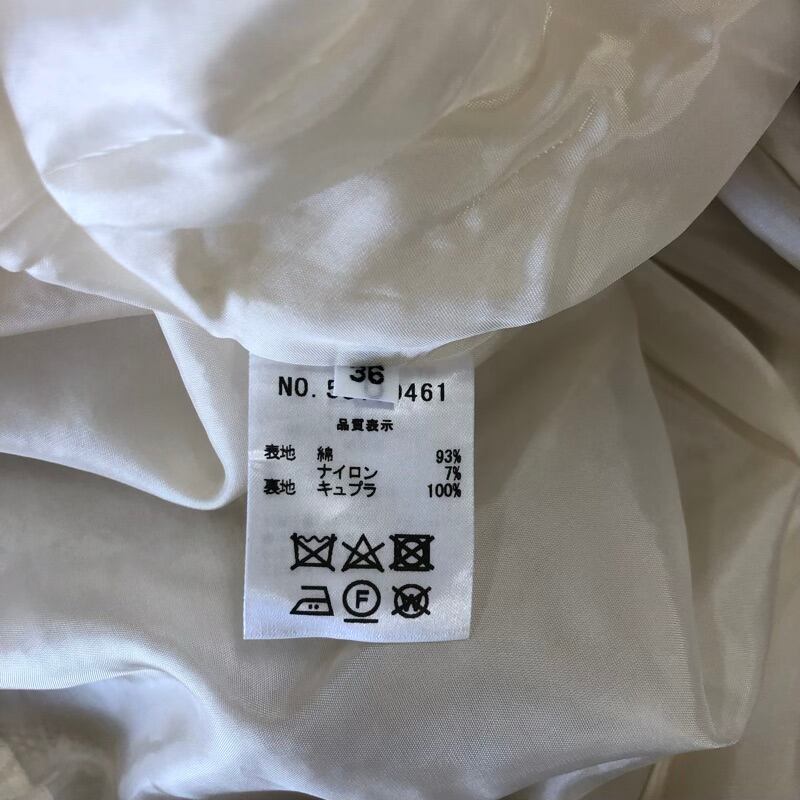 36
NO. 0461
品質表示
表地 綿 93%
ナイロン 7%
裏地 キュプラ 100%
F
W